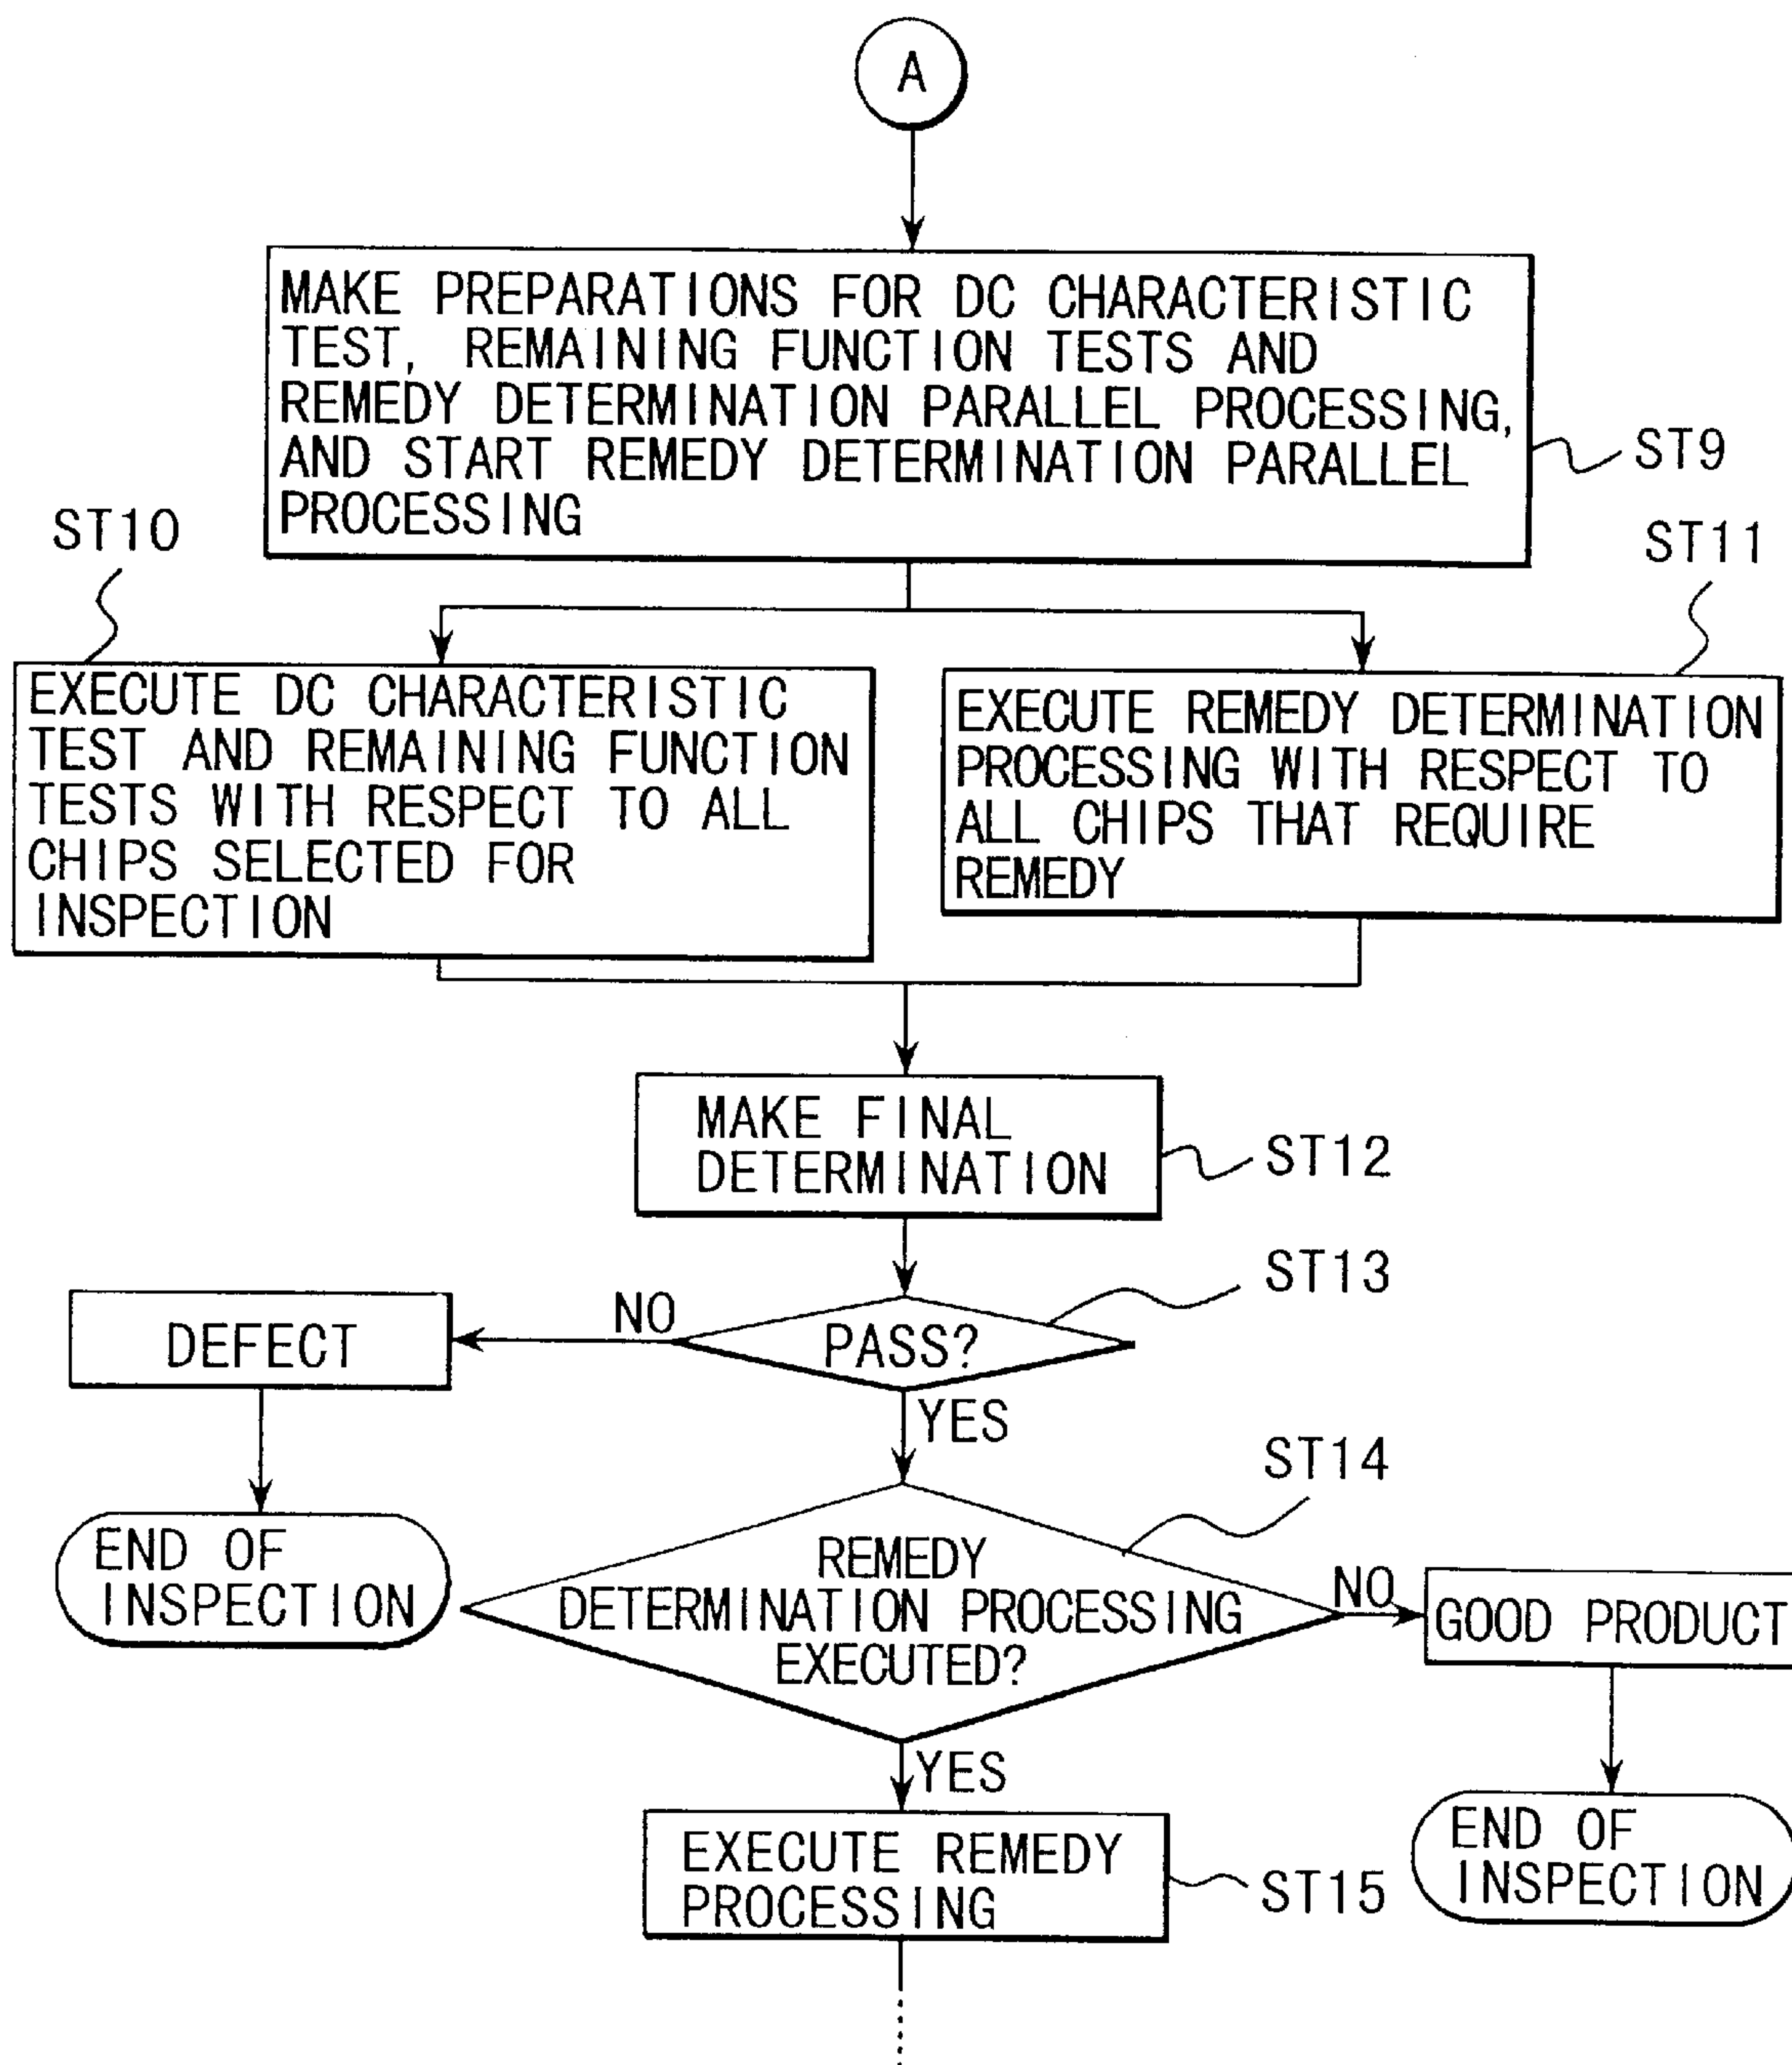 A
MAKE PREPARATIONS FOR DC CHARACTERISTIC
TEST, REMAINING FUNCTION TESTS AND
REMEDY DETERMINATION PARALLEL PROCESSING,
AND START REMEDY DETERMINATION PARALLEL
PROCESSING
ST9
ST10
ST11
EXECUTE DC CHARACTERISTIC
TEST AND REMAINING FUNCTION
TESTS WITH RESPECT TO ALL
CHIPS SELECTED FOR
INSPECTION
EXECUTE REMEDY DETERMINATION
PROCESSING WITH RESPECT TO
ALL CHIPS THAT REQUIRE
REMEDY
MAKE FINAL
DETERMINATION
ST12
ST13
PASS?
NO
DEFECT
END OF
INSPECTION
YES
ST14
REMEDY
DETERMINATION PROCESSING
EXECUTED?
NO
GOOD PRODUCT
END OF
INSPECTION
YES
EXECUTE REMEDY
PROCESSING
ST15